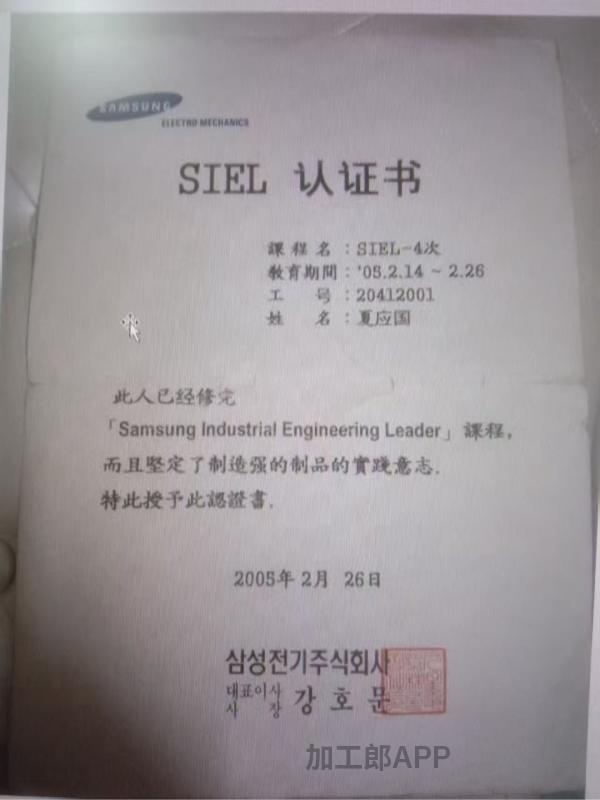 SAMSUNG
ELECTRO-MECHANICS
SIEL 认证书
課程名 : SIEL-4次
教育期間 : '05.2.14 ~ 2.26
工号 : 20412001
姓名 : 夏应国
此人已经修完
「Samsung Industrial Engineering Leader」課程,
而且堅定了制造强的制品的實踐意志.
特此授予此認證書.
2005年 2月 26日
삼성전기주식회사
대표이사
사장 강호문
加工郎APP